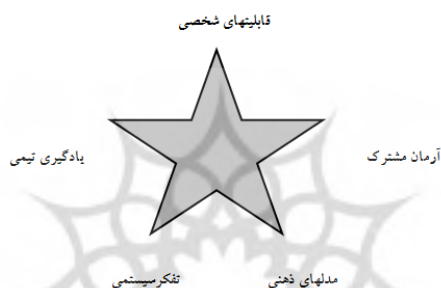 قابلیتهای شخصی
آرمان مشترک
یادگیری تیمی
مدلهای ذهنی
تفکرسیستمی